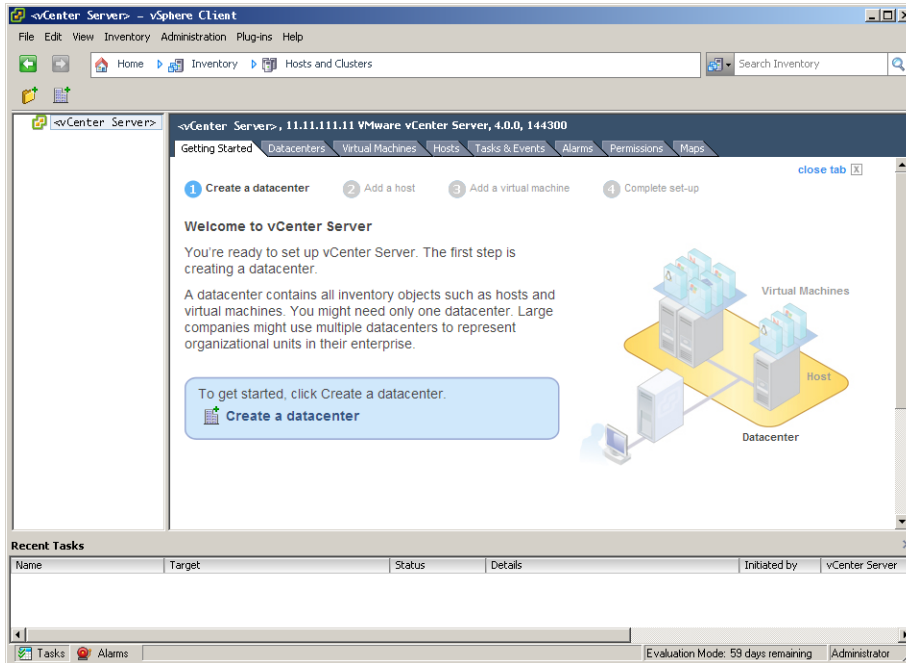 <vCenter Server> - vSphere Client
File Edit View Inventory Administration Plug-ins Help
Home Inventory Hosts and Clusters Search Inventory
<vCenter Server>
<vCenter Server>, 11.11.111.11 VMware vCenter Server, 4.0.0, 144300
Getting Started Datacenters Virtual Machines Hosts Tasks & Events Alarms Permissions Maps
close tab X
1 Create a datacenter 2 Add a host 3 Add a virtual machine 4 Complete set-up
Welcome to vCenter Server
You're ready to set up vCenter Server. The first step is
creating a datacenter.
A datacenter contains all inventory objects such as hosts and
virtual machines. You might need only one datacenter. Large
companies might use multiple datacenters to represent
organizational units in their enterprise.
To get started, click Create a datacenter.
Create a datacenter
Virtual Machines
Host
Datacenter
Recent Tasks
Name Target Status Details Initiated by vCenter Server
Tasks Alarms Evaluation Mode: 59 days remaining Administrator